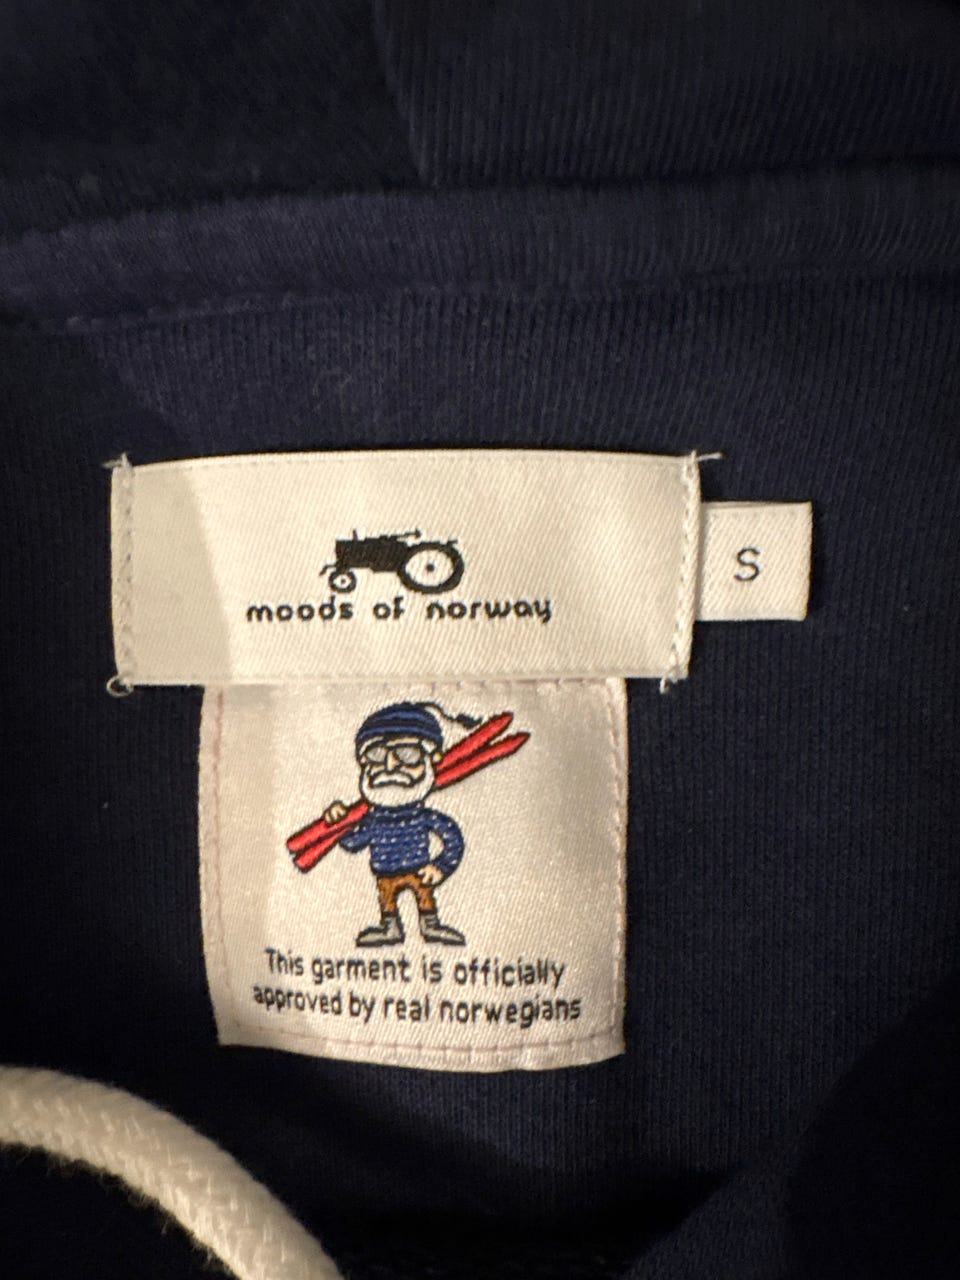 moods of norway
S
This garment is officially
approved by real norwegians